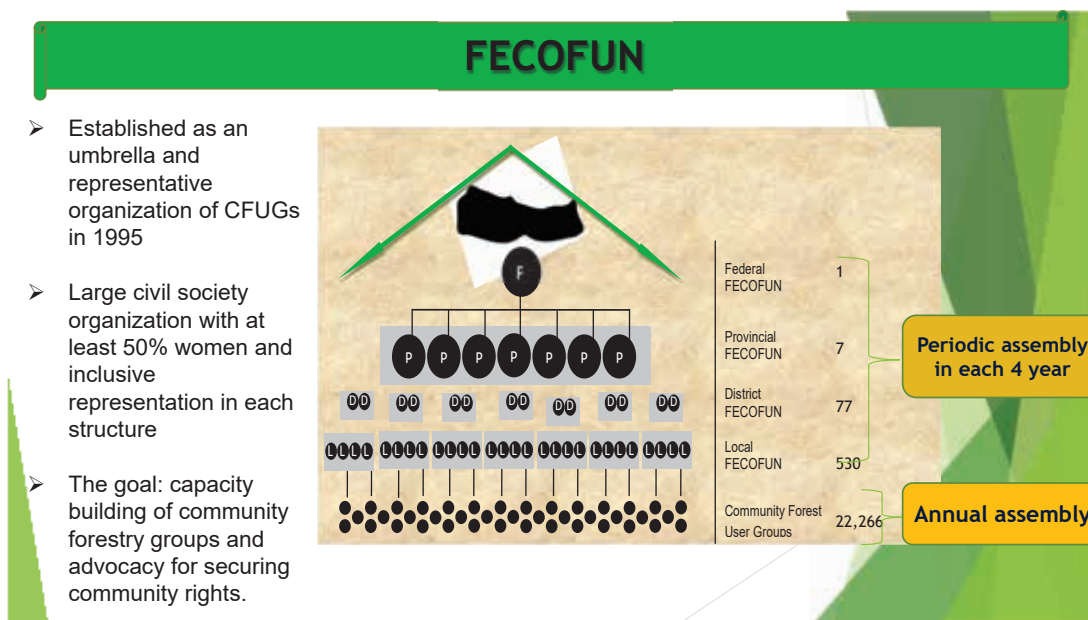 FECOFUN
➢ Established as an
umbrella and
representative
organization of CFUGs
in 1995
➢ Large civil society
organization with at
least 50% women and
inclusive
representation in each
structure
➢ The goal: capacity
building of community
forestry groups and
advocacy for securing
community rights.
F
P P P P P P P
DD DD DD DD DD DD DD
LLLL LLLL LLLL LLLL LLLL LLLL LLLL
Federal
FECOFUN 1
Provincial
FECOFUN 7
District
FECOFUN 77
Local
FECOFUN 530
Community Forest
User Groups 22,266
Periodic assembly
in each 4 year
Annual assembly